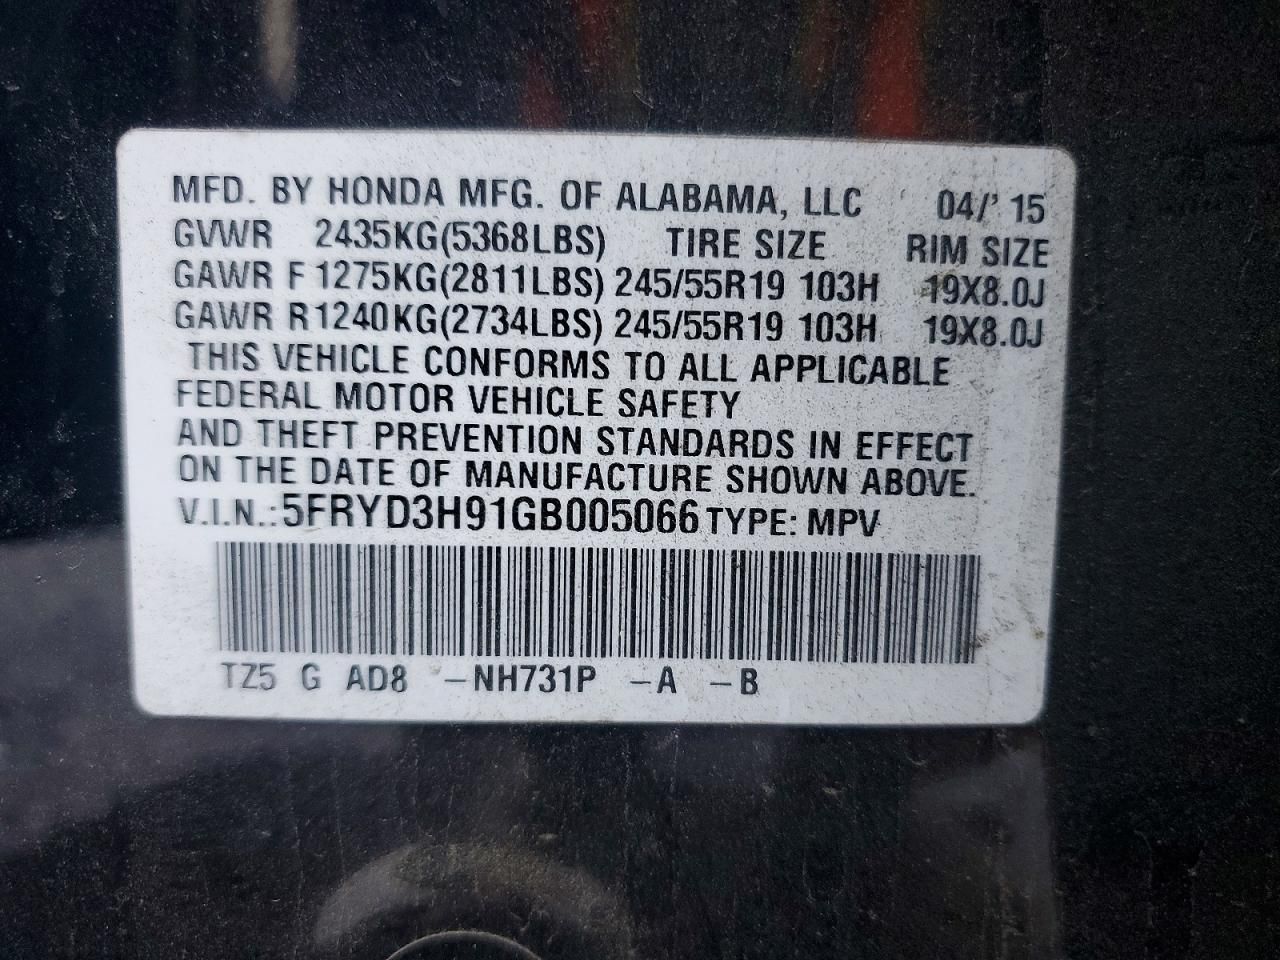 MFD. BY HONDA MFG. OF ALABAMA, LLC 04/' 15
GVWR 2435KG(5368LBS) TIRE SIZE RIM SIZE
GAWR F 1275KG(2811LBS) 245/55R19 103H 19X8.0J
GAWR R 1240KG(2734LBS) 245/55R19 103H 19X8.0J
THIS VEHICLE CONFORMS TO ALL APPLICABLE
FEDERAL MOTOR VEHICLE SAFETY
AND THEFT PREVENTION STANDARDS IN EFFECT
ON THE DATE OF MANUFACTURE SHOWN ABOVE.
V.I.N.: 5FRYD3H91GB005066 TYPE: MPV
TZ5 G AD8 -NH731P -A -B